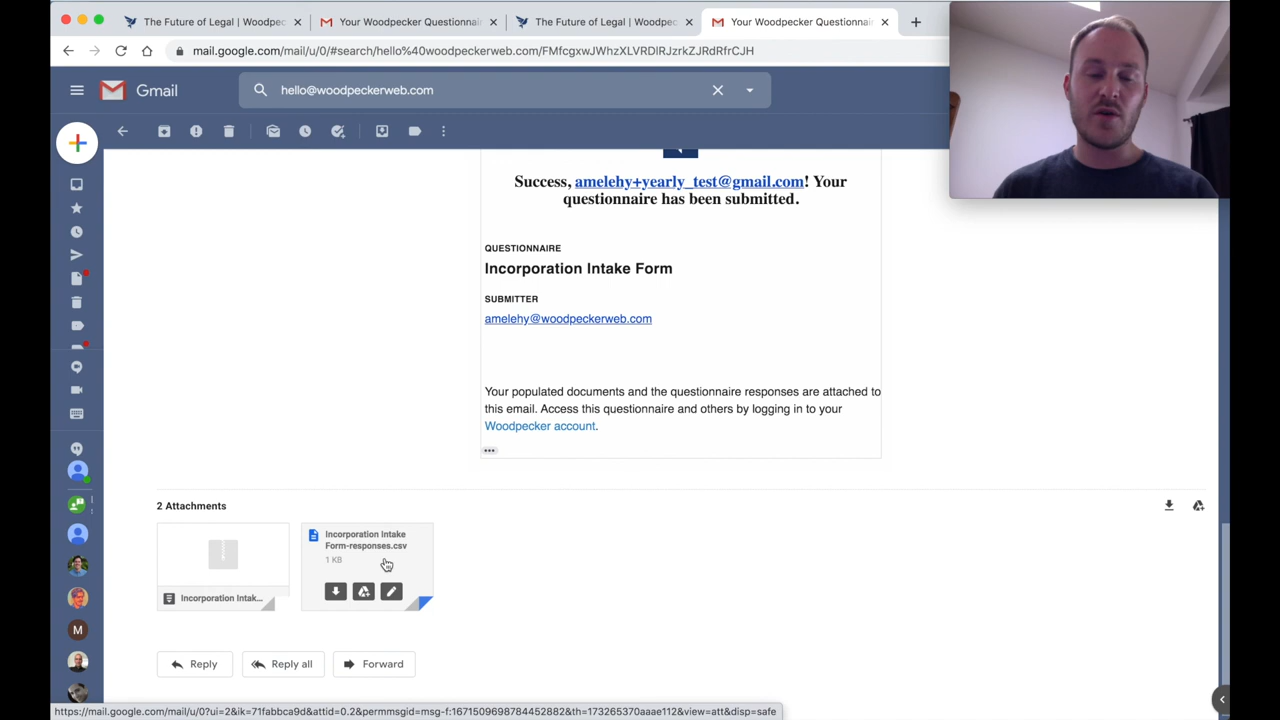 The Future of Legal | Woodpec
Your Woodpecker Questionnai
The Future of Legal | Woodpec
Your Woodpecker Questionnai
mail.google.com/mail/u/0/#search/hello%40woodpeckerweb.com/FMfcgxwJWhzXLVRDlRJzrkZJRdRfrCJH
Gmail
hello@woodpeckerweb.com
Success, amelehy+yearly_test@gmail.com! Your
questionnaire has been submitted.
QUESTIONNAIRE
Incorporation Intake Form
SUBMITTER
amelehy@woodpeckerweb.com
Your populated documents and the questionnaire responses are attached to
this email. Access this questionnaire and others by logging in to your
Woodpecker account.
2 Attachments
Incorporation Intak...
Incorporation Intake
Form-responses.csv
1 KB
M
Reply
Reply all
Forward
https://mail.google.com/mail/u/0?ui=2&ik=71fabbca9d&attid=0.2&permmsgid=msg-f:1671509698784452882&th=173265370aaae112&view=att&disp=safe